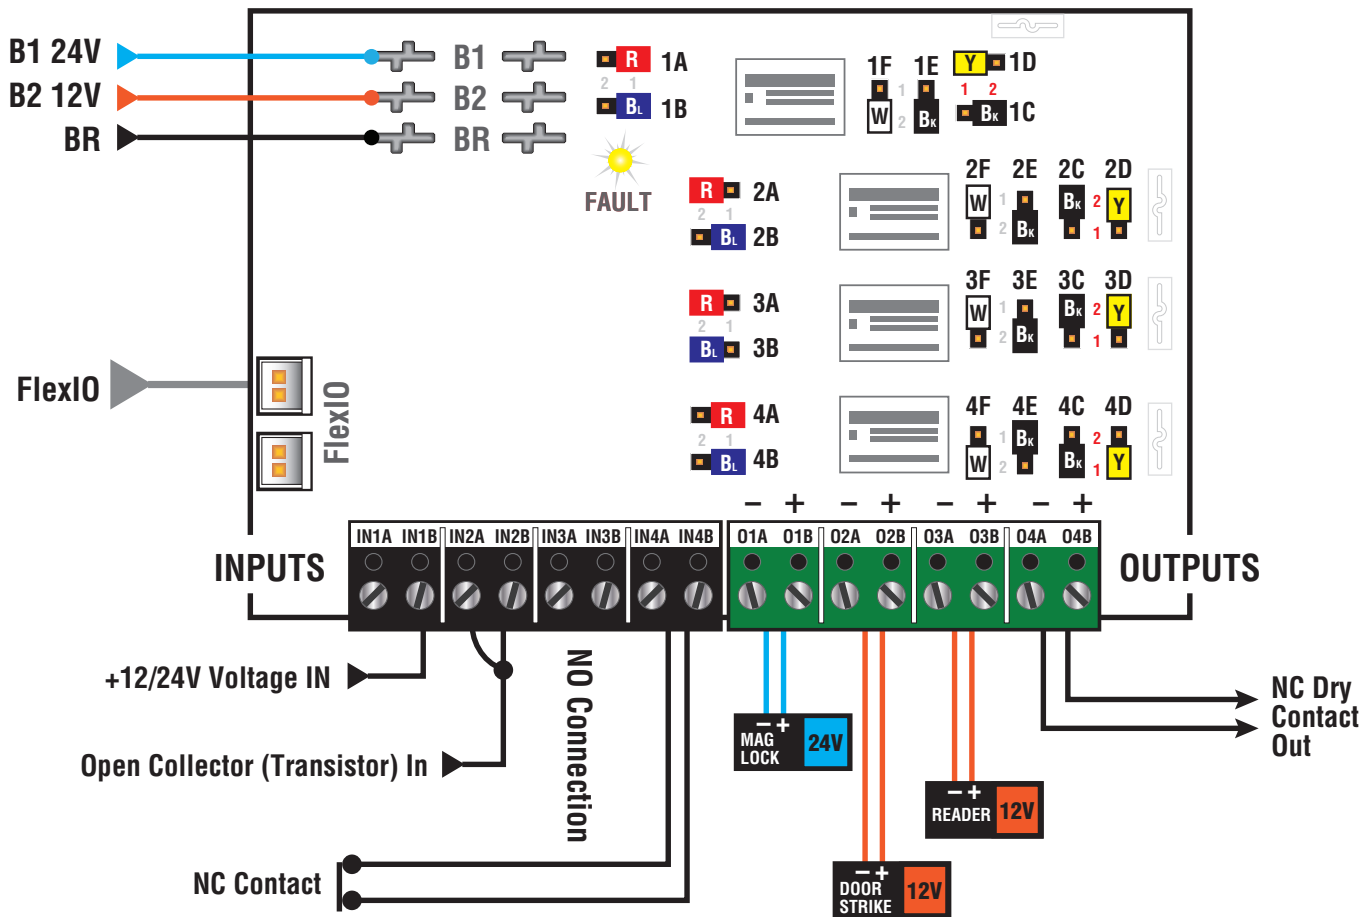 B1 24V
B2 12V
BR
B1
B2
BR
R 1A
2 1
BL 1B
FAULT
1F 1E
1
2
W BK
Y 1D
1 2
BK 1C
R 2A
2 1
BL 2B
2F 2E 2C 2D
W 1 BK 2 Y
2 BK 1
R 3A
2 1
BL 3B
3F 3E 3C 3D
W 1 BK 2 Y
2 BK 1
R 4A
2 1
BL 4B
4F 4E 4C 4D
1 BK 2
W 2 BK 1 Y
FlexIO
FlexIO
− + − + − + − +
IN1A IN1B IN2A IN2B IN3A IN3B IN4A IN4B
O1A O1B O2A O2B O3A O3B O4A O4B
INPUTS
OUTPUTS
+12/24V Voltage IN
Open Collector (Transistor) In
NO Connnection
NC Contact
− +
MAG
LOCK
24V
− +
DOOR
STRIKE
12V
− +
READER
12V
NC Dry
Contact
Out